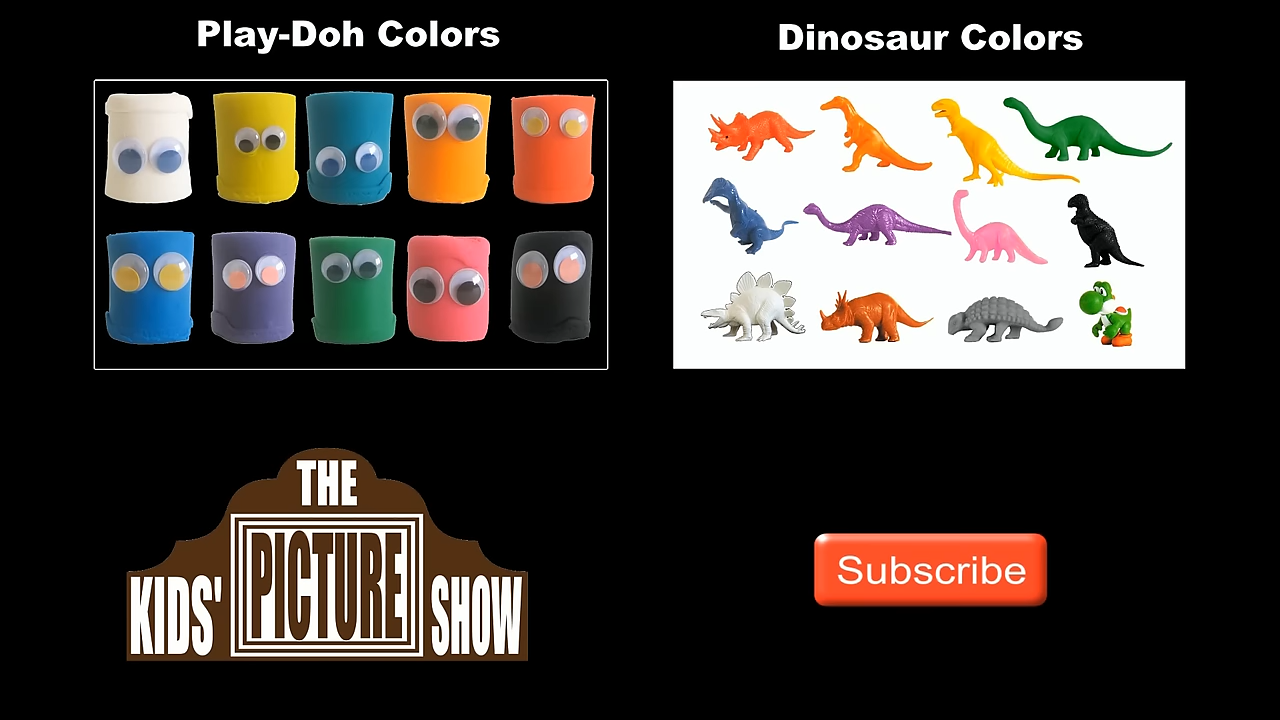 Play-Doh Colors
Dinosaur Colors
THE
KIDS' PICTURE SHOW
Subscribe